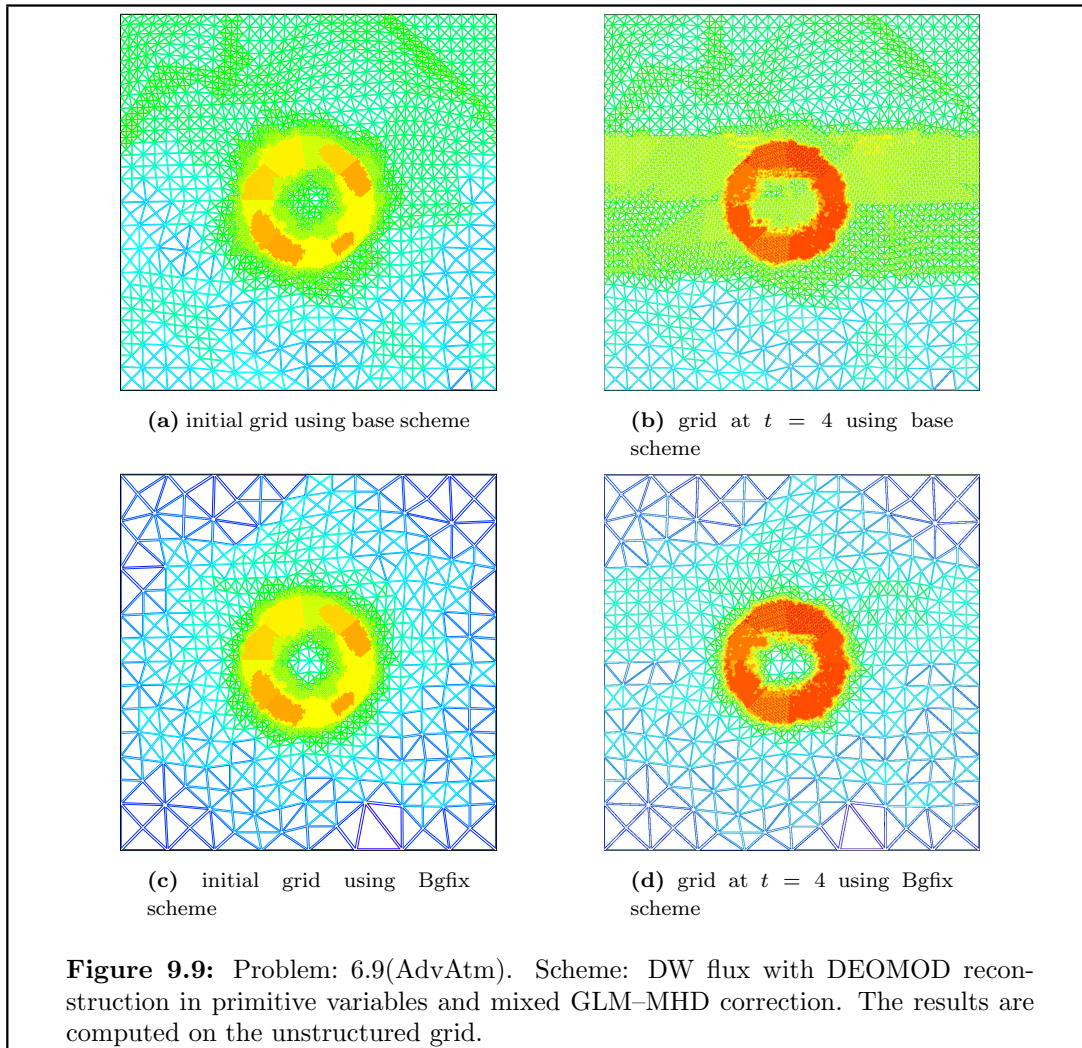 (a) initial grid using base scheme
(b) grid at t = 4 using base
scheme
(c) initial grid using Bgfix
scheme
(d) grid at t = 4 using Bgfix
scheme
Figure 9.9: Problem: 6.9(AdvAtm). Scheme: DW flux with DEOMOD recon-
struction in primitive variables and mixed GLM–MHD correction. The results are
computed on the unstructured grid.